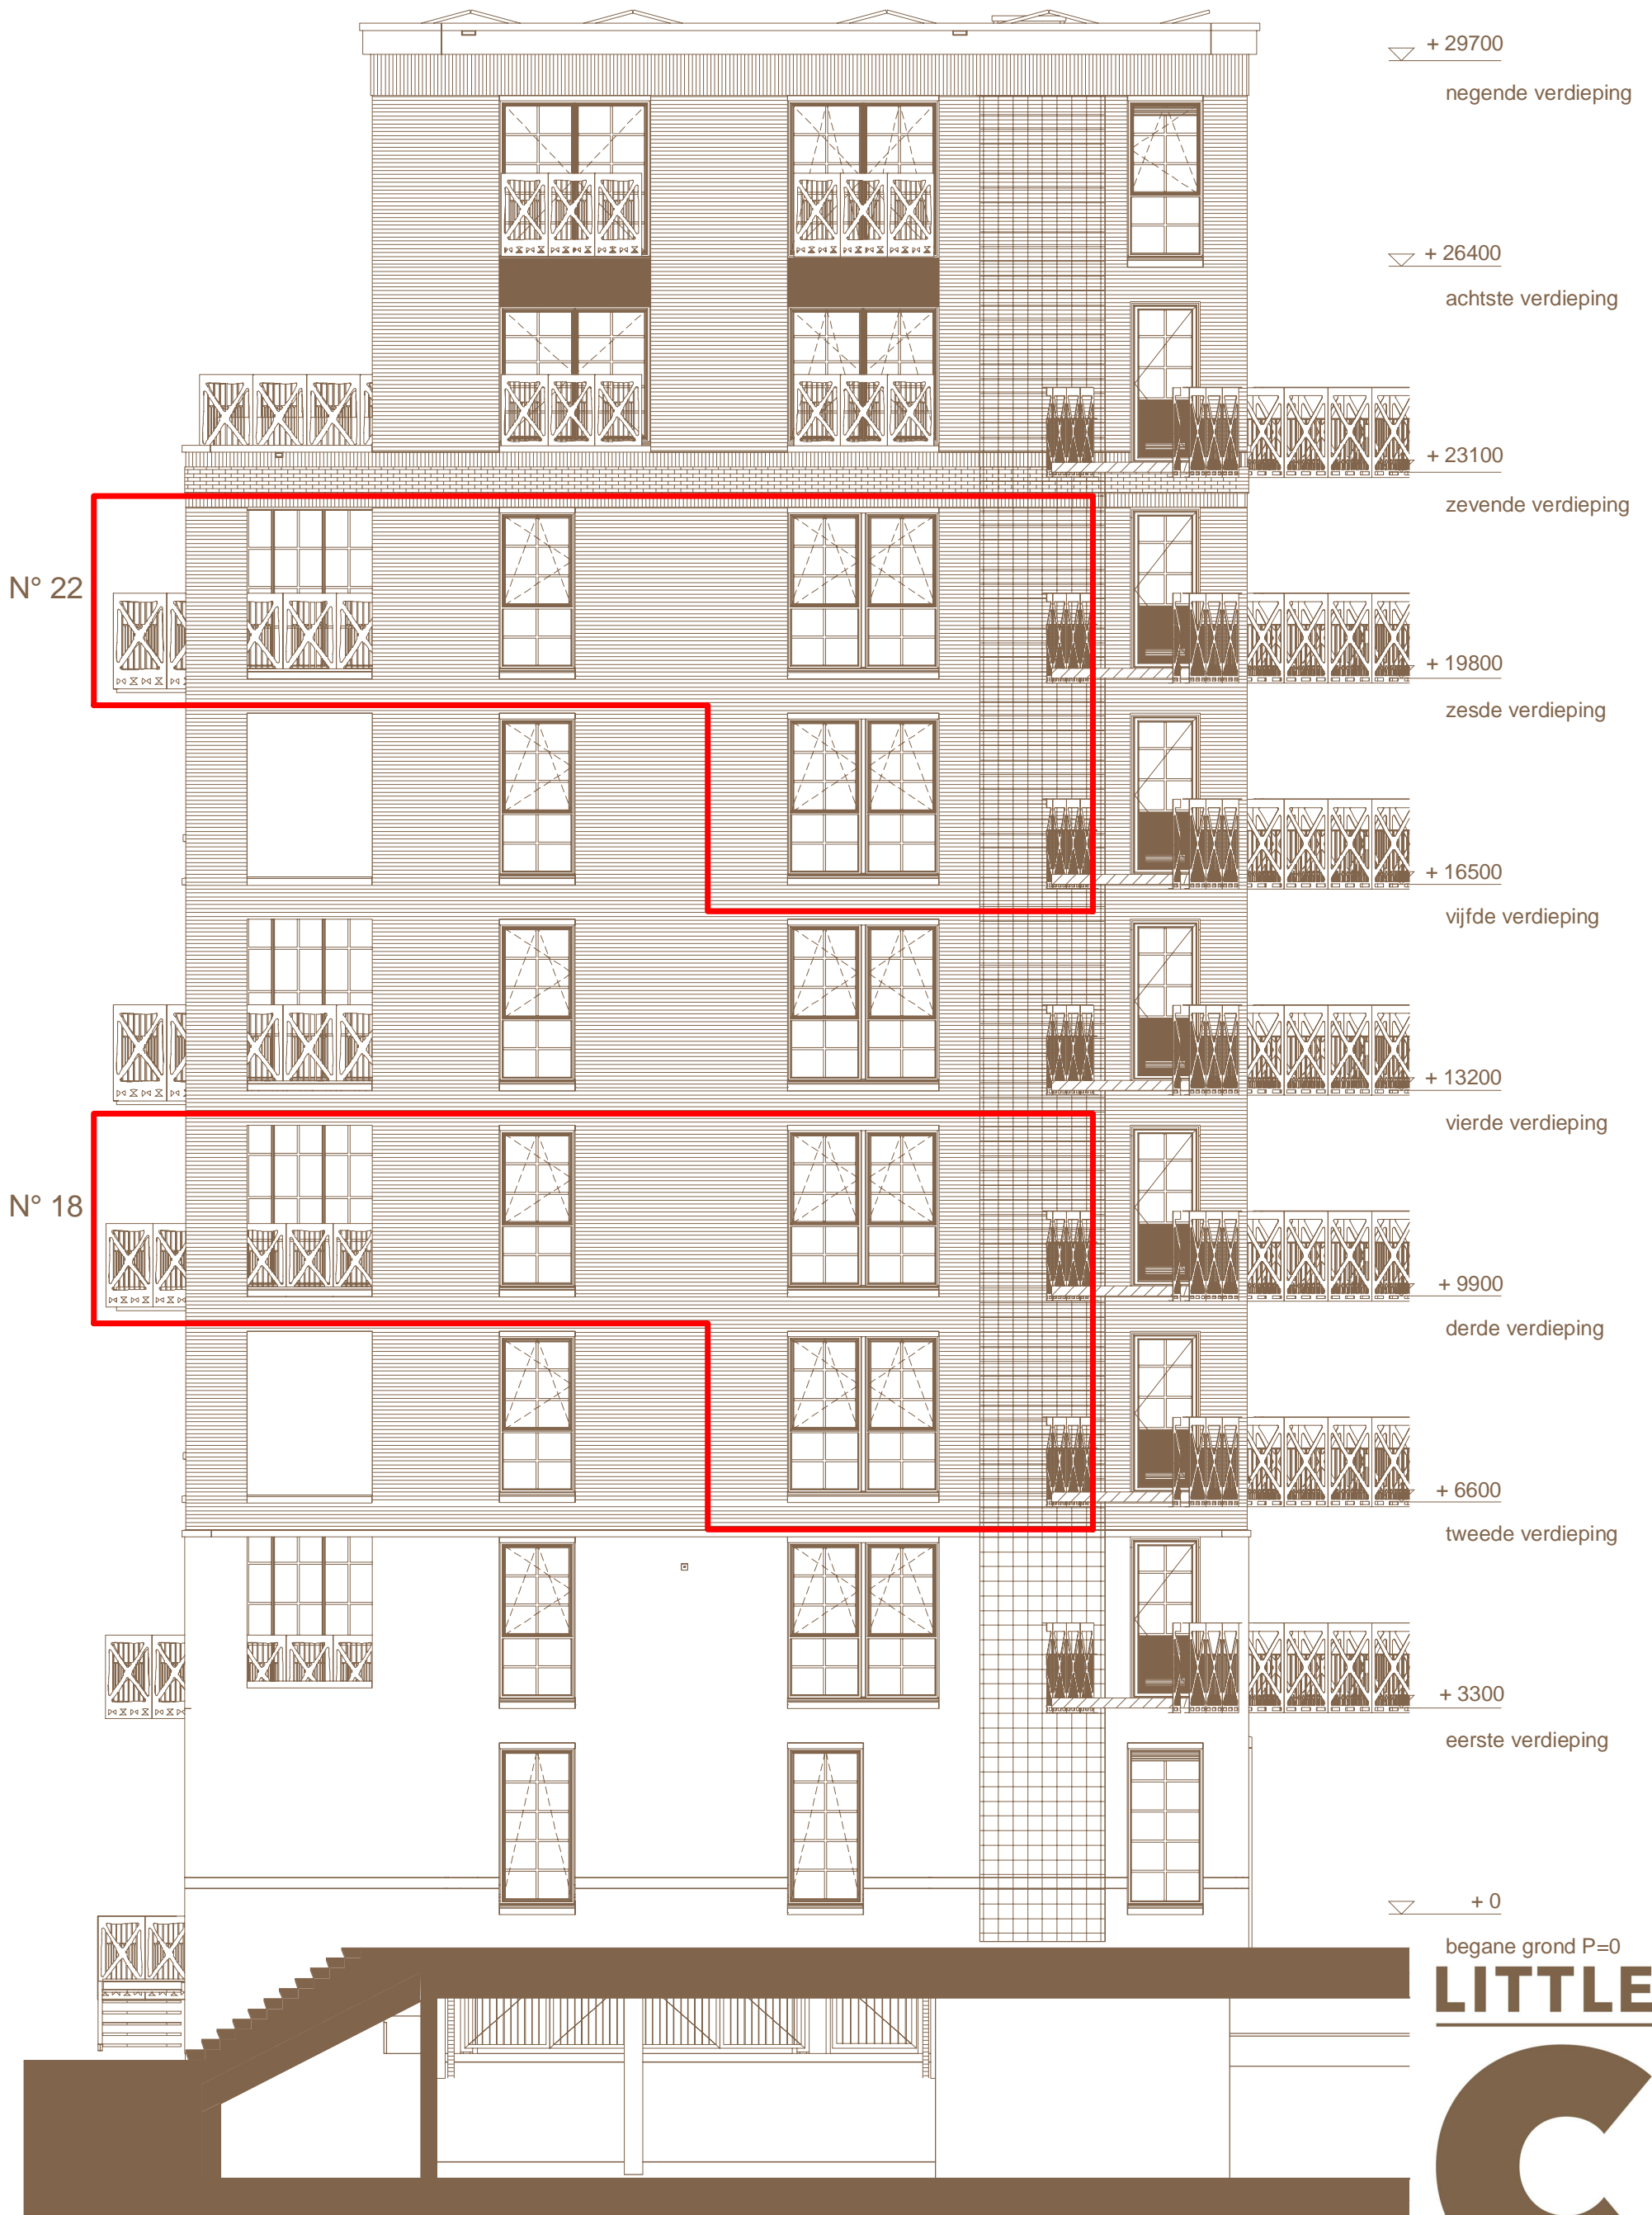 + 29700
negende verdieping
+ 26400
achtste verdieping
+ 23100
zevende verdieping
N° 22
+ 19800
zesde verdieping
+ 16500
vijfde verdieping
+ 13200
vierde verdieping
N° 18
+ 9900
derde verdieping
+ 6600
tweede verdieping
+ 3300
eerste verdieping
+ 0
begane grond P=0
LITTLE
C